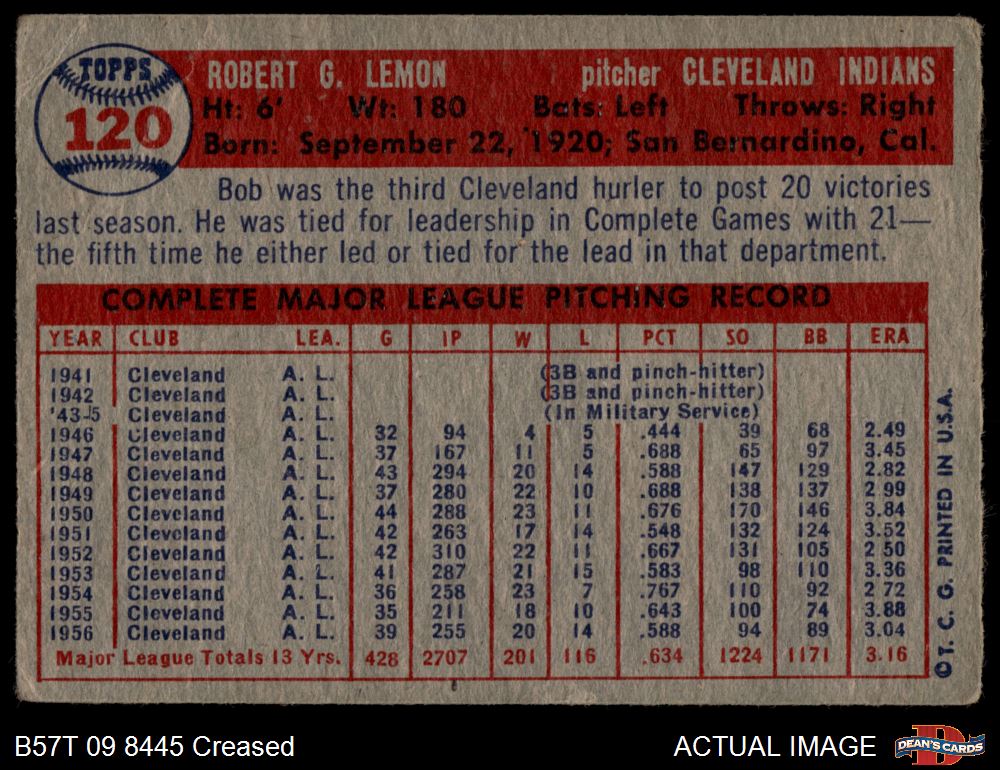 TOPPS
120
ROBERT G. LEMON pitcher CLEVELAND INDIANS
Ht: 6' Wt: 180 Bats: Left Throws: Right
Born: September 22, 1920; San Bernardino, Cal.
Bob was the third Cleveland hurler to post 20 victories
last season. He was tied for leadership in Complete Games with 21—
the fifth time he either led or tied for the lead in that department.
COMPLETE MAJOR LEAGUE PITCHING RECORD
YEAR CLUB LEA. G IP W L PCT SO BB ERA
1941 Cleveland A. L. (3B and pinch-hitter)
1942 Cleveland A. L. (3B and pinch-hitter)
'43-5 Cleveland A. L. (In Military Service)
1946 Cleveland A. L. 32 94 4 5 .444 39 68 2.49
1947 Cleveland A. L. 37 167 11 5 .688 65 97 3.45
1948 Cleveland A. L. 43 294 20 14 .588 147 129 2.82
1949 Cleveland A. L. 37 280 22 10 .688 138 137 2.99
1950 Cleveland A. L. 44 288 23 11 .676 170 146 3.84
1951 Cleveland A. L. 42 263 17 14 .548 132 124 3.52
1952 Cleveland A. L. 42 310 22 11 .667 131 105 2.50
1953 Cleveland A. L. 41 287 21 15 .583 98 110 3.36
1954 Cleveland A. L. 36 258 23 7 .767 110 92 2.72
1955 Cleveland A. L. 35 211 18 10 .643 100 74 3.88
1956 Cleveland A. L. 39 255 20 14 .588 94 89 3.04
Major League Totals 13 Yrs. 428 2707 201 116 .634 1224 1171 3.16
© T. C. G. PRINTED IN U.S.A.
B57T 09 8445 Creased ACTUAL IMAGE
DEAN'S CARDS